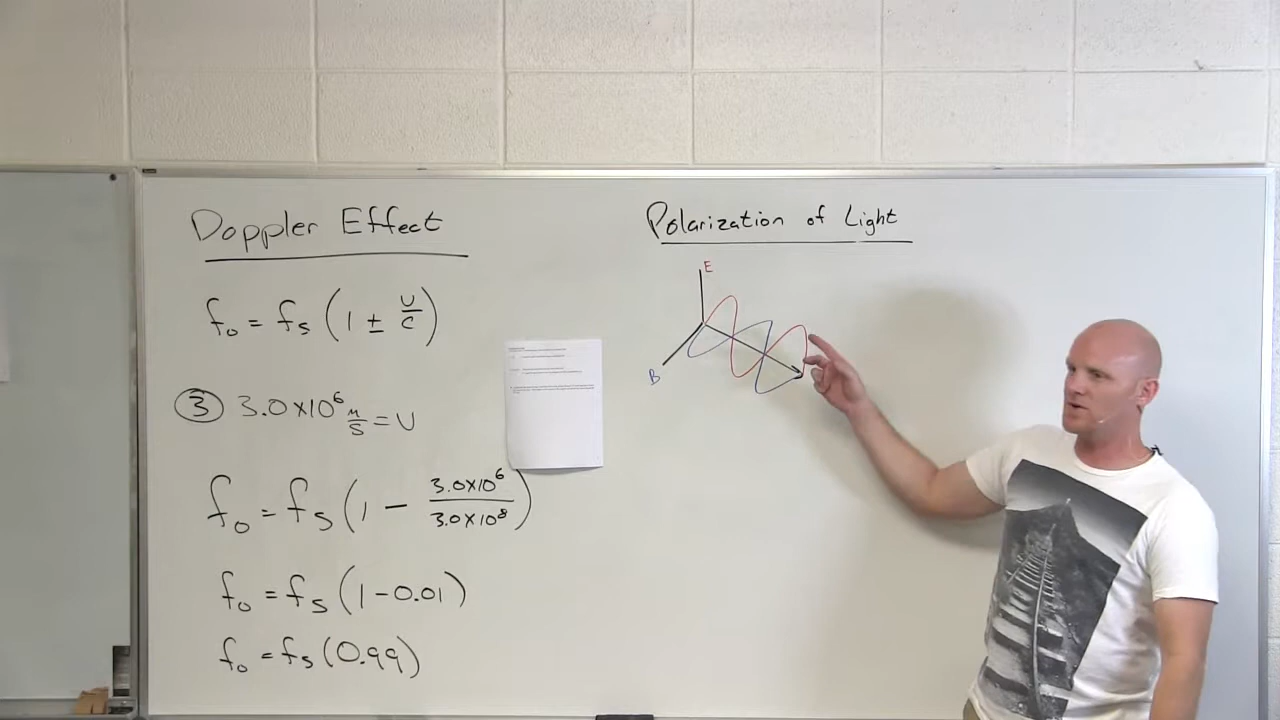 Doppler Effect
f₀ = fₛ (1 ± U/C)
③ 3.0×10⁶ m/s = U
f₀ = fₛ (1 − 3.0×10⁶/3.0×10⁸)
f₀ = fₛ (1 − 0.01)
f₀ = fₛ (0.99)
Polarization of Light
E
B